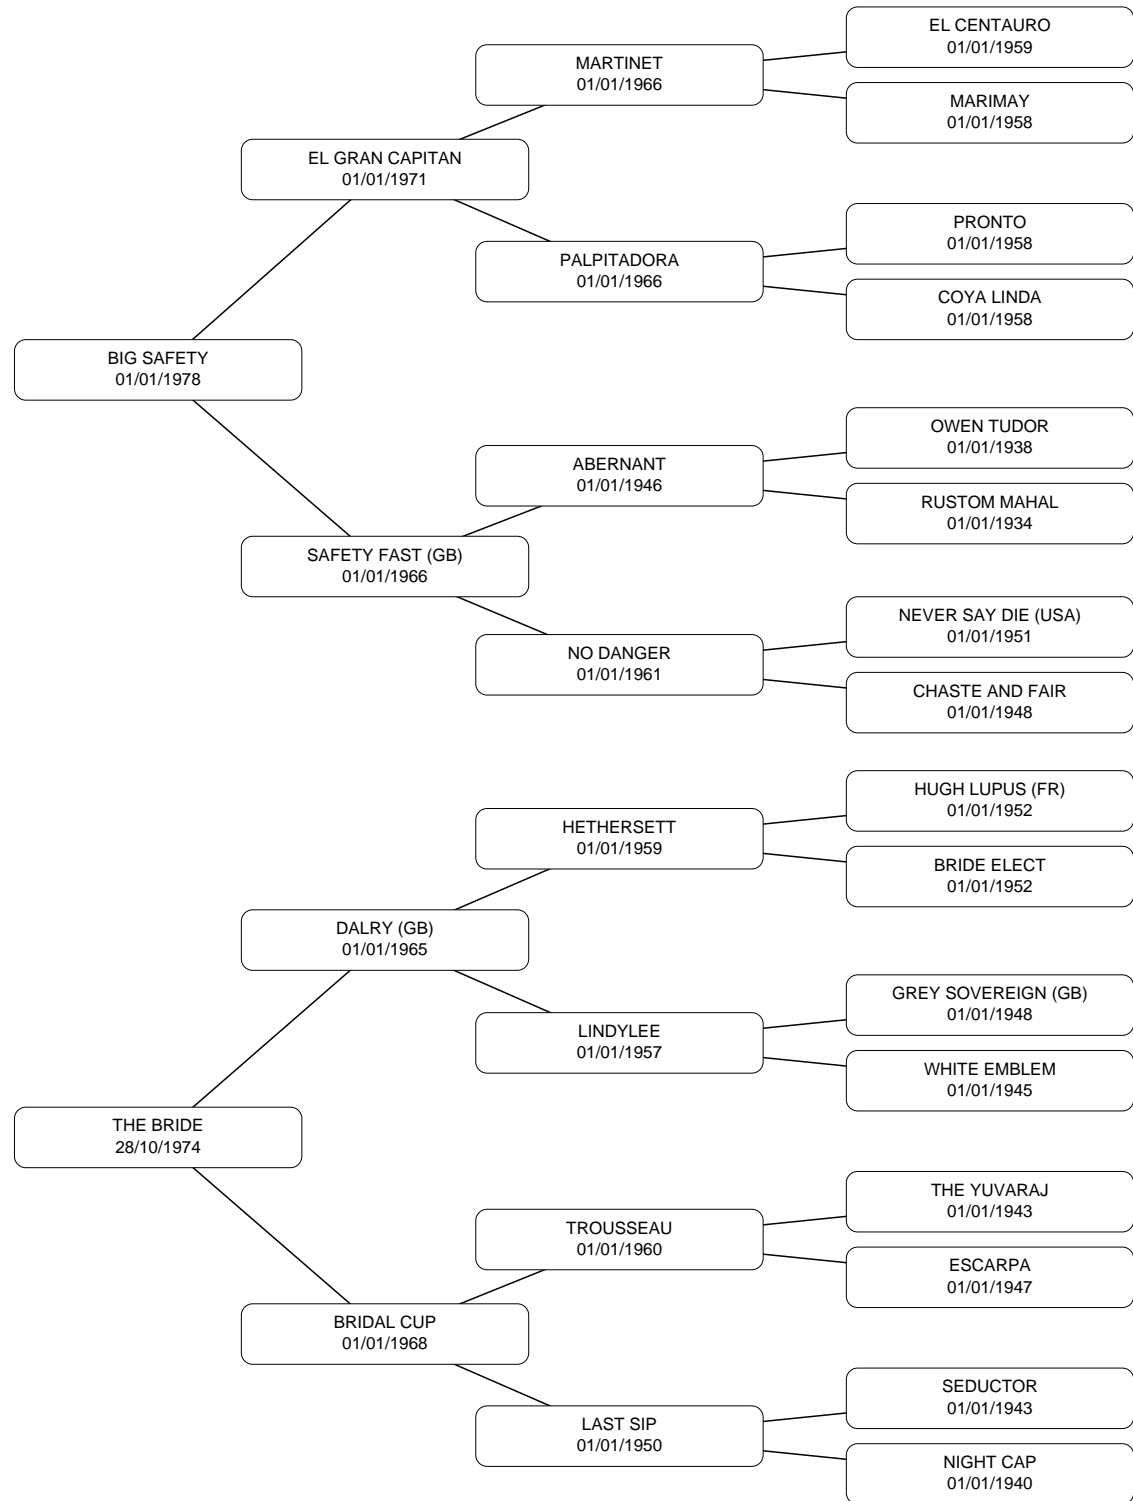 EL CENTAURO
01/01/1959
MARTINET
01/01/1966
MARIMAY
01/01/1958
EL GRAN CAPITAN
01/01/1971
PRONTO
01/01/1958
PALPITADORA
01/01/1966
COYA LINDA
01/01/1958
BIG SAFETY
01/01/1978
OWEN TUDOR
01/01/1938
ABERNANT
01/01/1946
RUSTOM MAHAL
01/01/1934
SAFETY FAST (GB)
01/01/1966
NEVER SAY DIE (USA)
01/01/1951
NO DANGER
01/01/1961
CHASTE AND FAIR
01/01/1948
HUGH LUPUS (FR)
01/01/1952
HETHERSETT
01/01/1959
BRIDE ELECT
01/01/1952
DALRY (GB)
01/01/1965
GREY SOVEREIGN (GB)
01/01/1948
LINDYLEE
01/01/1957
WHITE EMBLEM
01/01/1945
THE BRIDE
28/10/1974
THE YUVARAJ
01/01/1943
TROUSSEAU
01/01/1960
ESCARPA
01/01/1947
BRIDAL CUP
01/01/1968
SEDUCTOR
01/01/1943
LAST SIP
01/01/1950
NIGHT CAP
01/01/1940